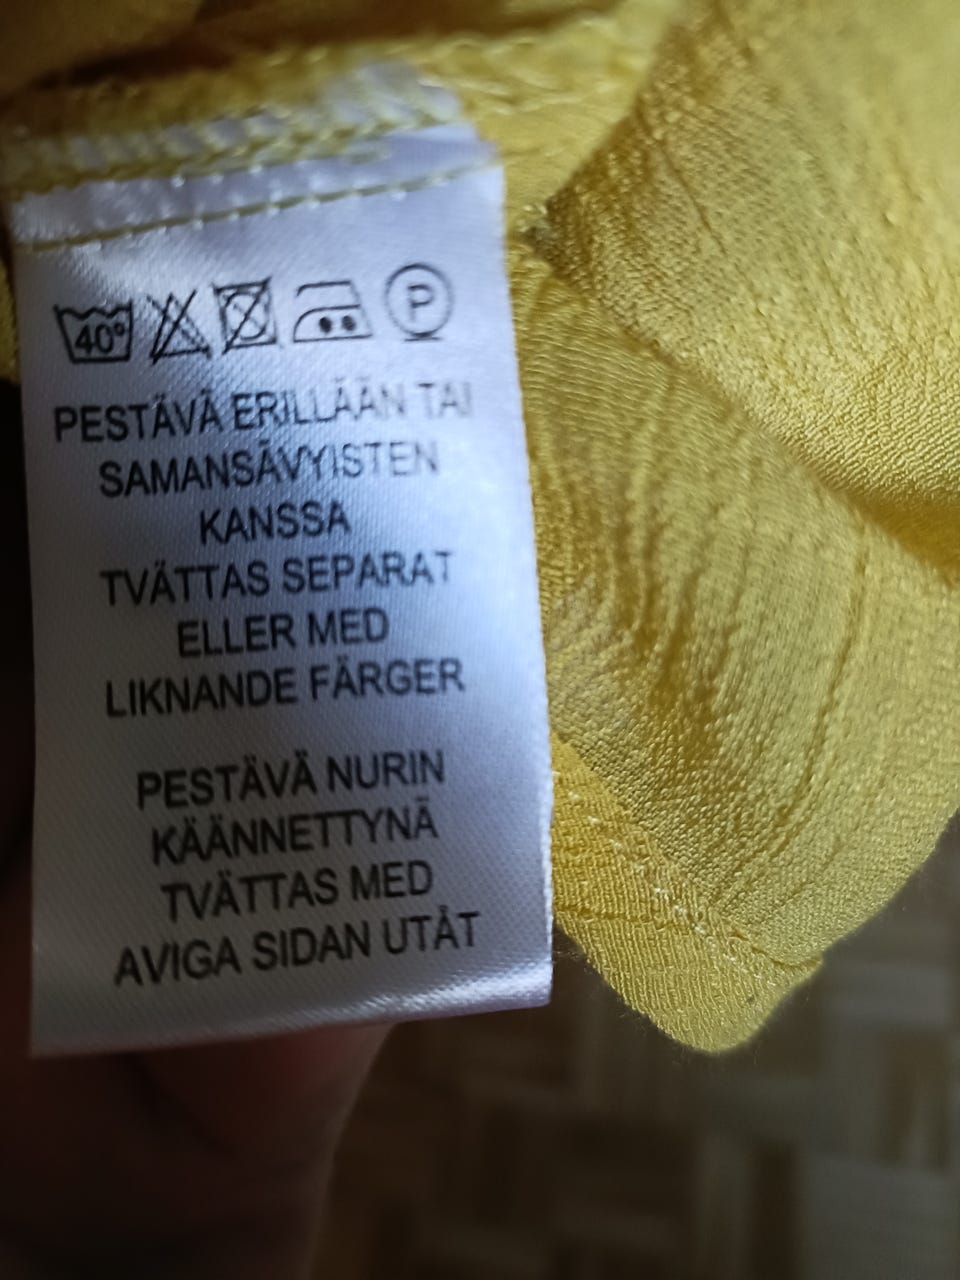 40° P
PESTÄVÄ ERILLÄÄN TAI
SAMANSÄVYISTEN
KANSSA
TVÄTTAS SEPARAT
ELLER MED
LIKNANDE FÄRGER
PESTÄVÄ NURIN
KÄÄNNETTYNÄ
TVÄTTAS MED
AVIGA SIDAN UTÅT